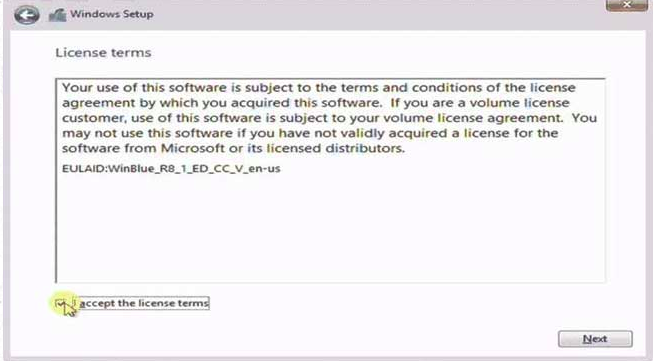 Windows Setup
License terms
Your use of this software is subject to the terms and conditions of the license
agreement by which you acquired this software.  If you are a volume license
customer, use of this software is subject to your volume license agreement.  You
may not use this software if you have not validly acquired a license for the
software from Microsoft or its licensed distributors.
EULAID:WinBlue_R8_1_ED_CC_V_en-us
I accept the license terms
Next